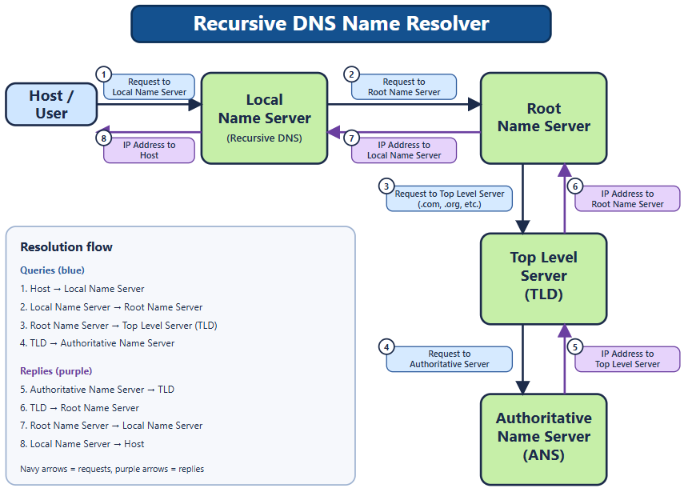 Recursive DNS Name Resolver
1
Request to
Local Name Server
2
Request to
Root Name Server
Host /
User
Local
Name Server
(Recursive DNS)
Root
Name Server
8
IP Address to
Host
7
IP Address to
Local Name Server
3
Request to Top Level Server
(.com, .org, etc.)
6
IP Address to
Root Name Server
Top Level
Server
(TLD)
4
Request to
Authoritative Server
5
IP Address to
Top Level Server
Authoritative
Name Server
(ANS)
Resolution flow
Queries (blue)
1. Host → Local Name Server
2. Local Name Server → Root Name Server
3. Root Name Server → Top Level Server (TLD)
4. TLD → Authoritative Name Server
Replies (purple)
5. Authoritative Name Server → TLD
6. TLD → Root Name Server
7. Root Name Server → Local Name Server
8. Local Name Server → Host
Navy arrows = requests, purple arrows = replies